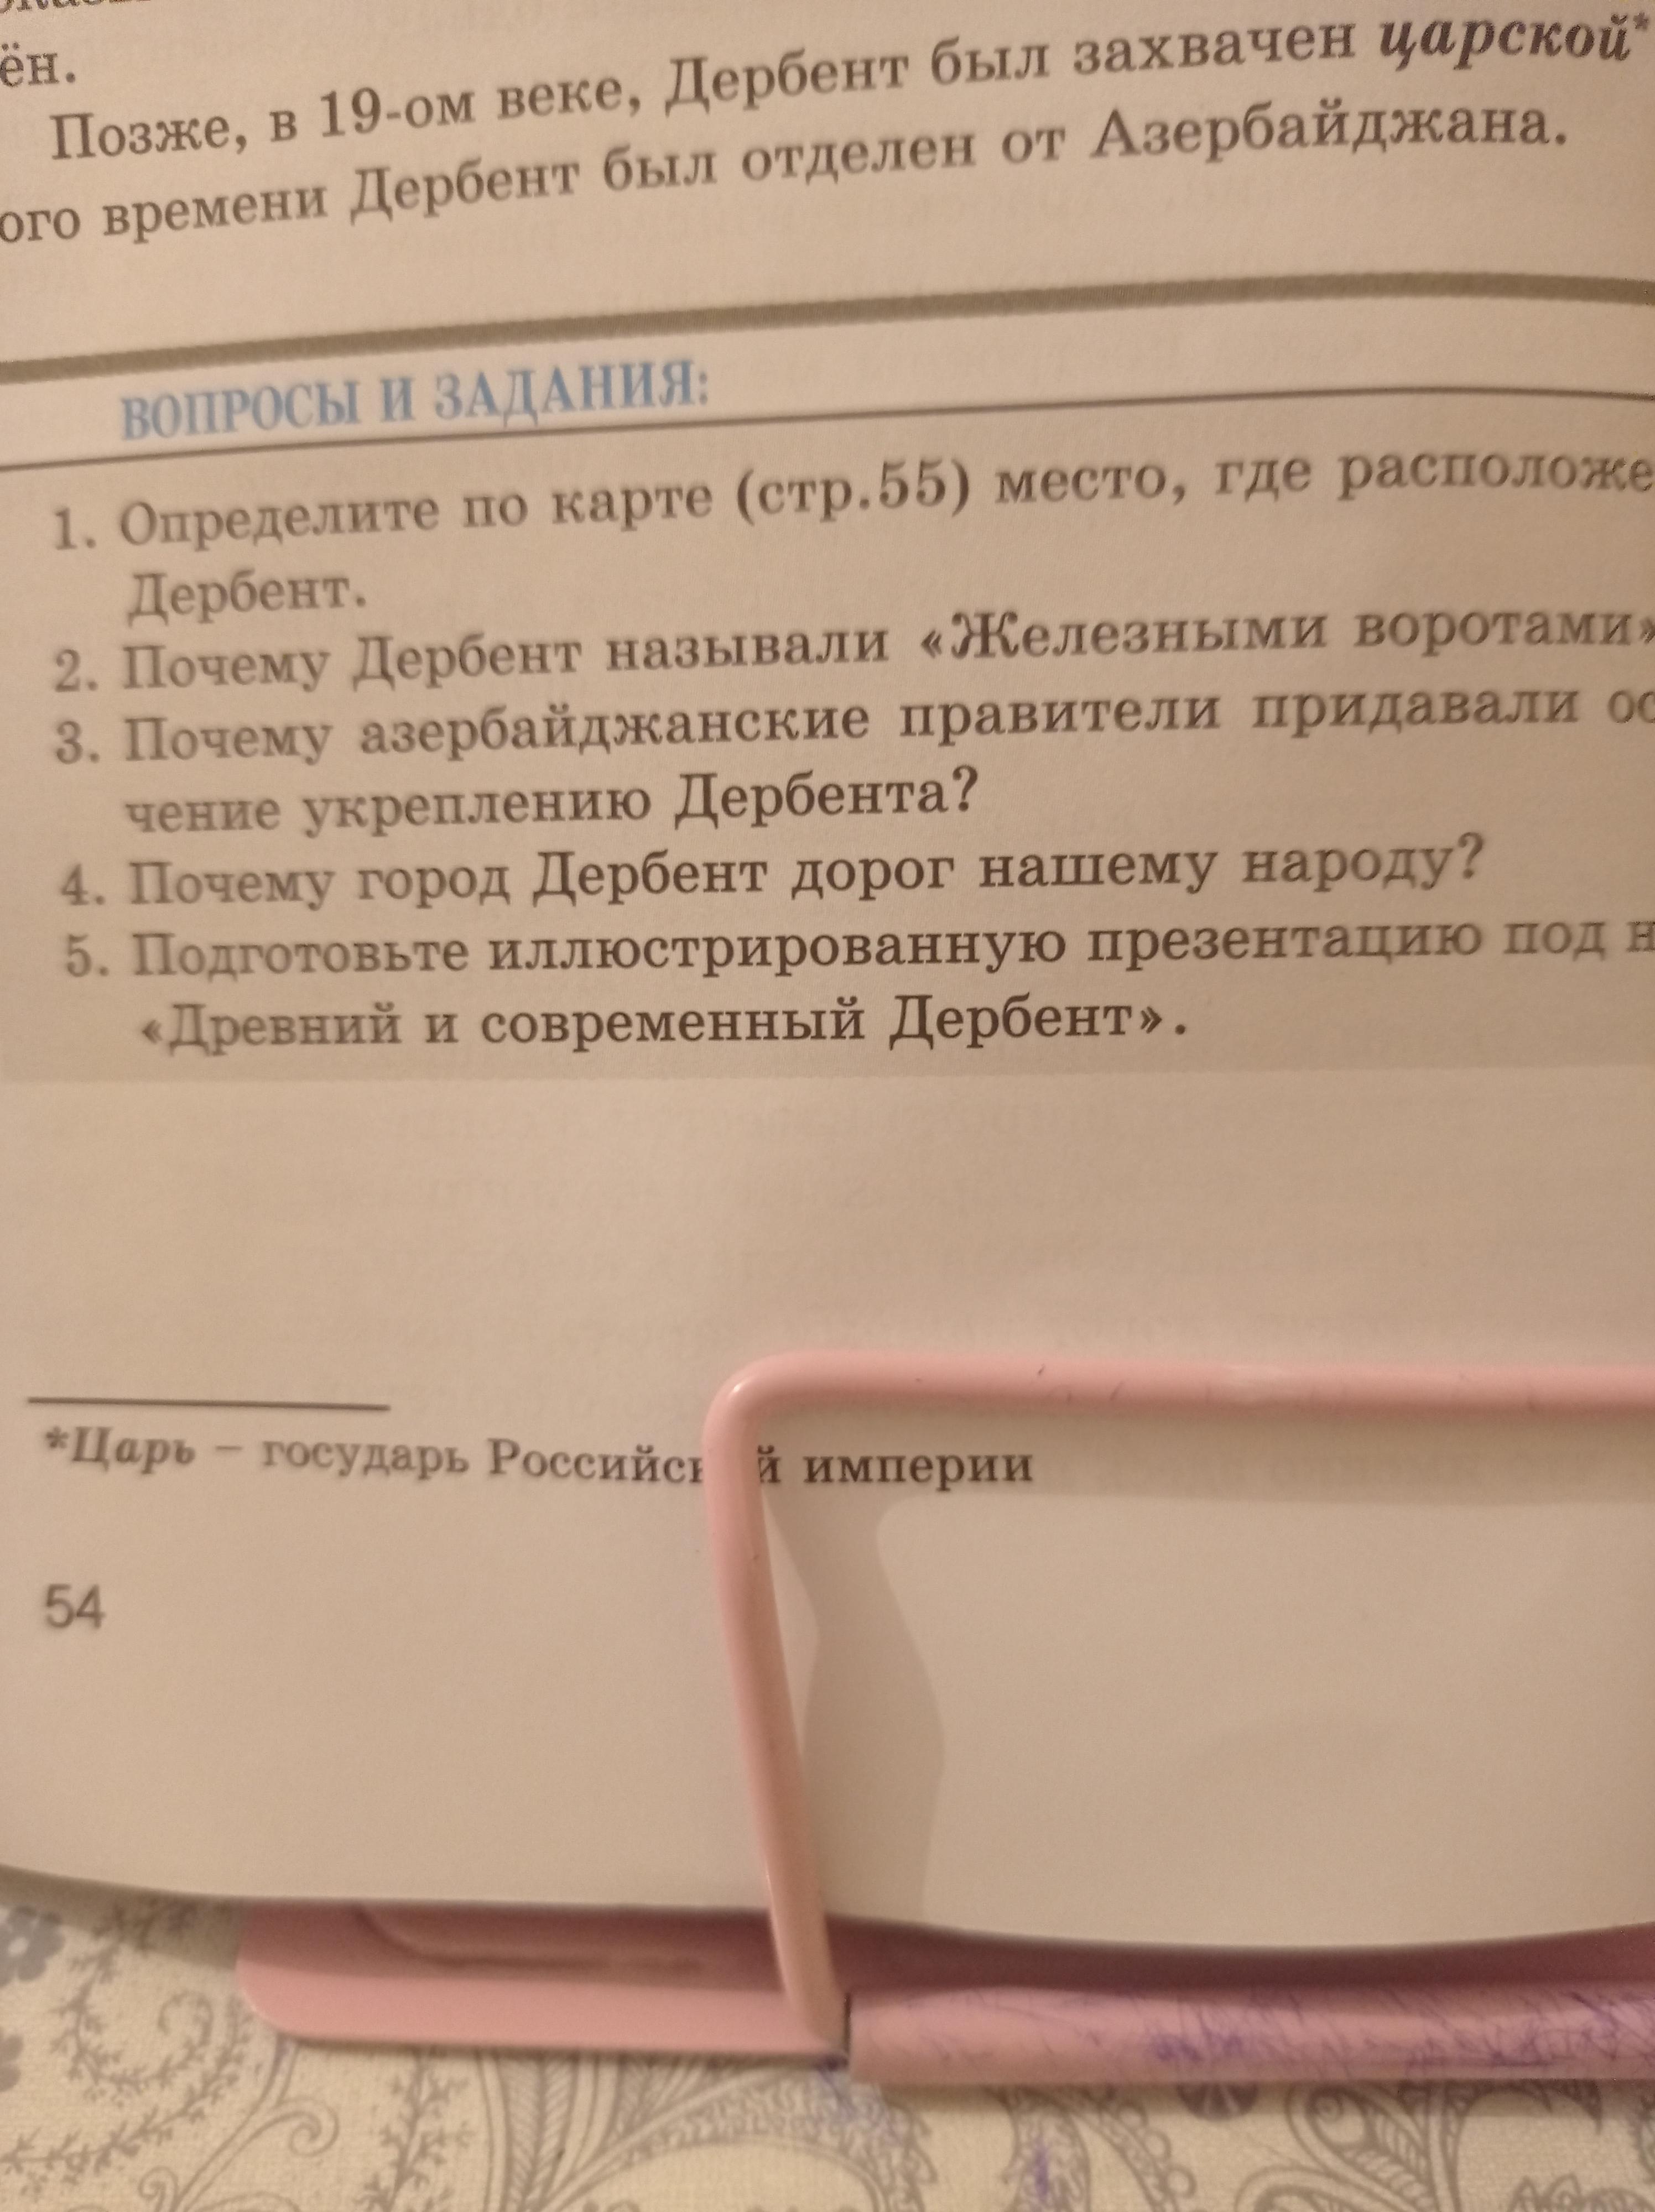 ён.
Позже, в 19-ом веке, Дербент был захвачен царской*
ого времени Дербент был отделен от Азербайджана.
ВОПРОСЫ И ЗАДАНИЯ:
1. Определите по карте (стр.55) место, где расположе
Дербент.
2. Почему Дербент называли «Железными воротами»
3. Почему азербайджанские правители придавали ос
чение укреплению Дербента?
4. Почему город Дербент дорог нашему народу?
5. Подготовьте иллюстрированную презентацию под н
«Древний и современный Дербент».
*Царь – государь Российск й империи
54